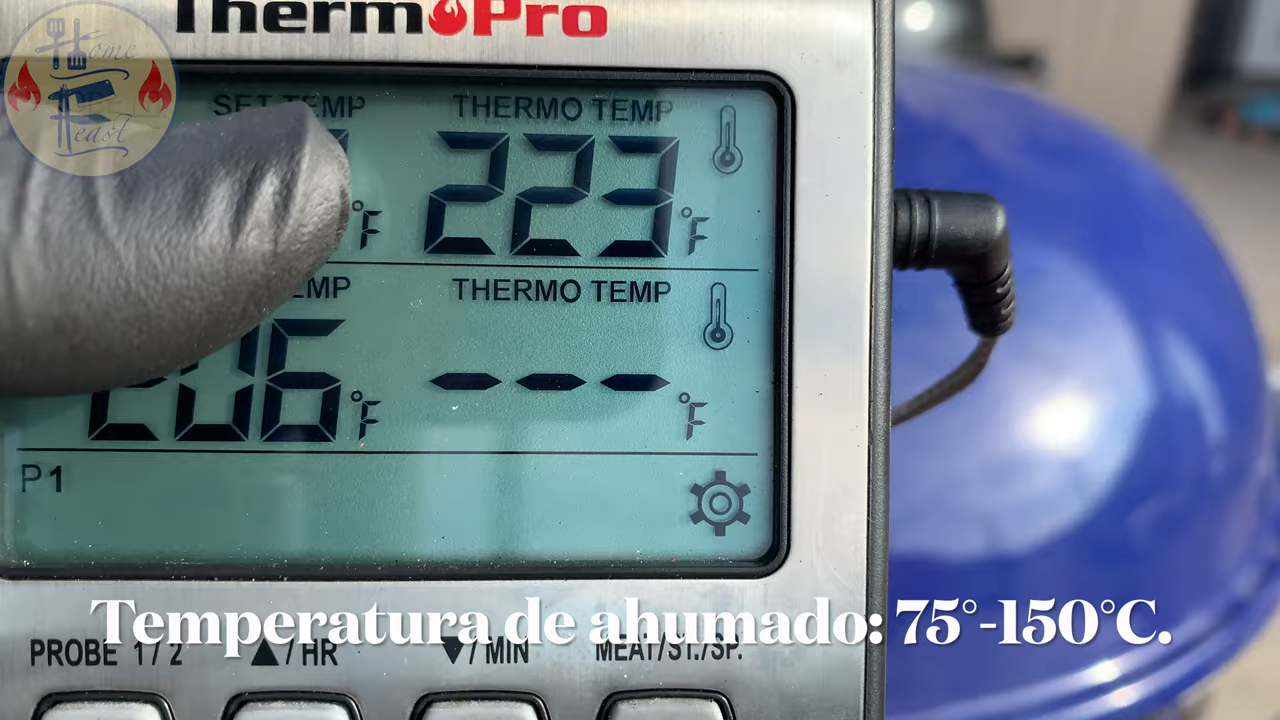 ThermoPro
Home
Feast
SET TEMP THERMO TEMP
°F 223 °F
EMP THERMO TEMP
206 °F --- °F
P1
Temperatura de ahumado: 75°-150°C.
PROBE 1/2 ▲/HR ▼/MIN MEAT/ST./SP.